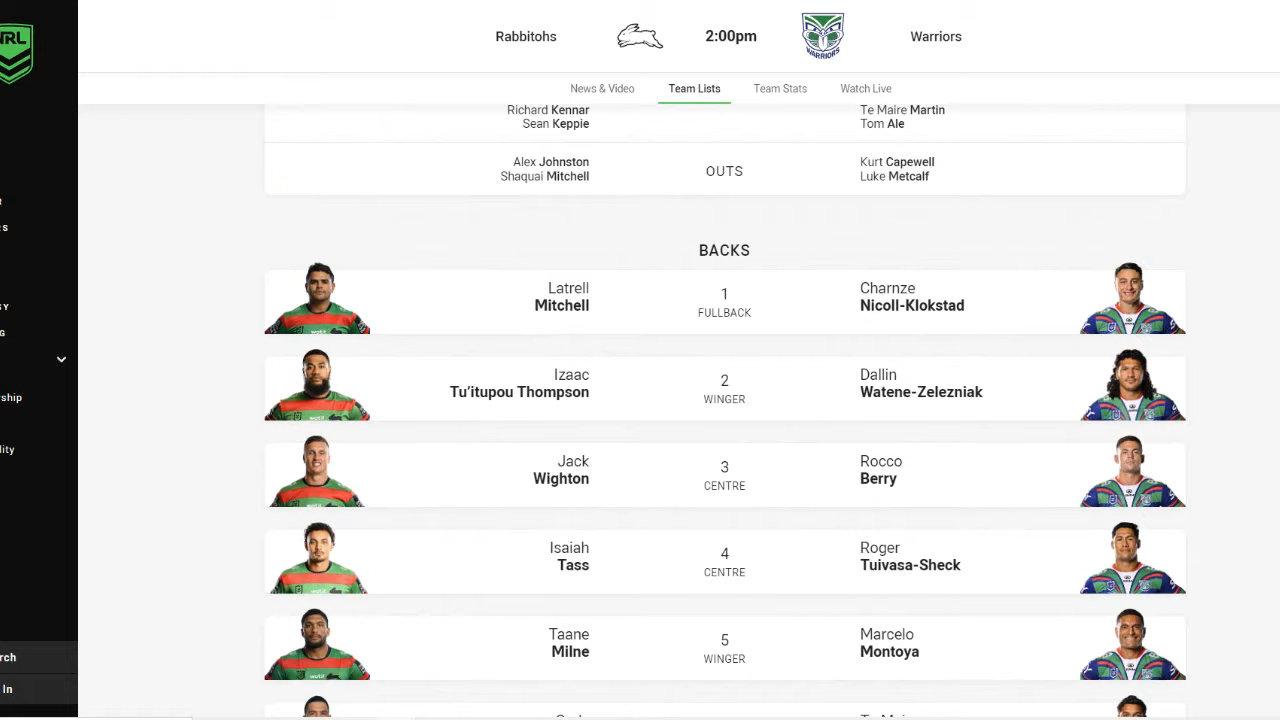 NRL
Rabbitohs 2:00pm WARRIORS Warriors
News & Video Team Lists Team Stats Watch Live
Richard Kennar Te Maire Martin
Sean Keppie Tom Ale
Alex Johnston OUTS Kurt Capewell
Shaquai Mitchell Luke Metcalf
BACKS
Latrell 1 Charnze
Mitchell FULLBACK Nicoll-Klokstad
Izaac 2 Dallin
Tu'itupou Thompson WINGER Watene-Zelezniak
Jack 3 Rocco
Wighton CENTRE Berry
Isaiah 4 Roger
Tass CENTRE Tuivasa-Sheck
Taane 5 Marcelo
Milne WINGER Montoya